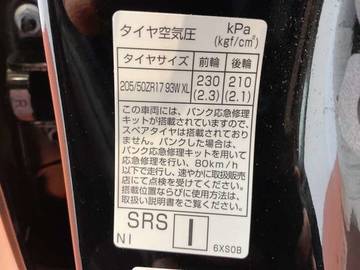 タイヤ空気圧 kPa
(kgf/cm²)
タイヤサイズ 前輪 後輪
205/50ZR17 93W XL 230 (2.3) 210 (2.1)
この車両には、パンク応急修理
キットが搭載されていますので、
スペアタイヤは搭載されており
ません。パンクした場合は、
パンク応急修理キットを用いて
応急修理を行い、80km/h
以下で走行し、速やかに取扱販売
店にて点検を受けてください。
搭載位置ならびに使用方法は、
取扱い説明書をご覧ください。
SRS I
NI 6XS0B